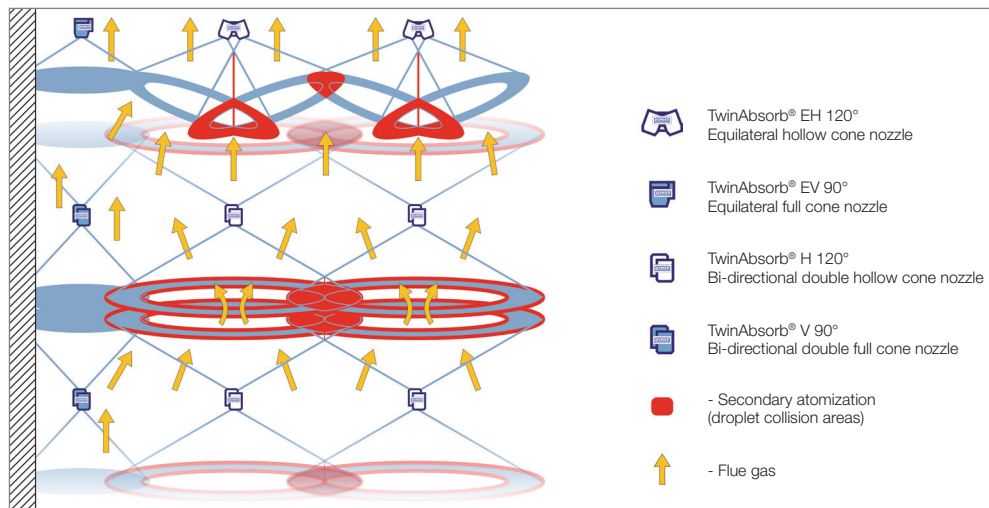 TwinAbsorb® EH 120°
Equilateral hollow cone nozzle
TwinAbsorb® EV 90°
Equilateral full cone nozzle
TwinAbsorb® H 120°
Bi-directional double hollow cone nozzle
TwinAbsorb® V 90°
Bi-directional double full cone nozzle
- Secondary atomization
(droplet collision areas)
- Flue gas